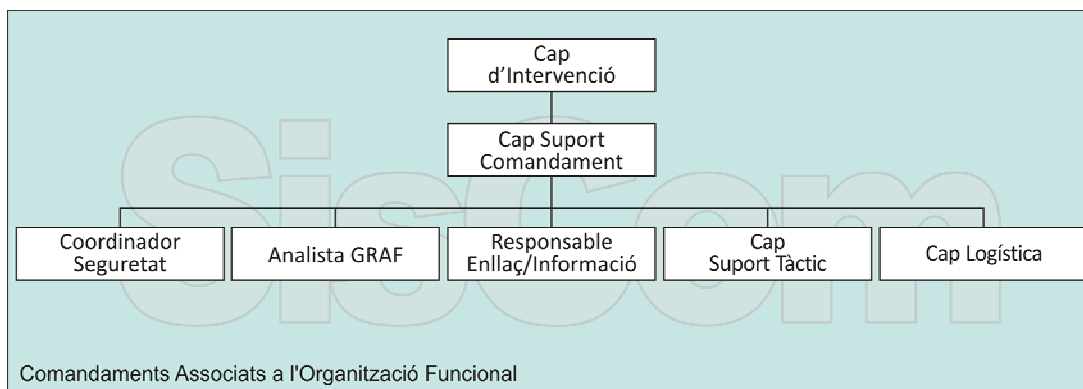 Cap
d’Intervenció
Cap Suport
Comandament
Coordinador
Seguretat
Analista GRAF
Responsable
Enllaç/Informació
Cap
Suport Tàctic
Cap Logística
SisCom
Comandaments Associats a l'Organització Funcional